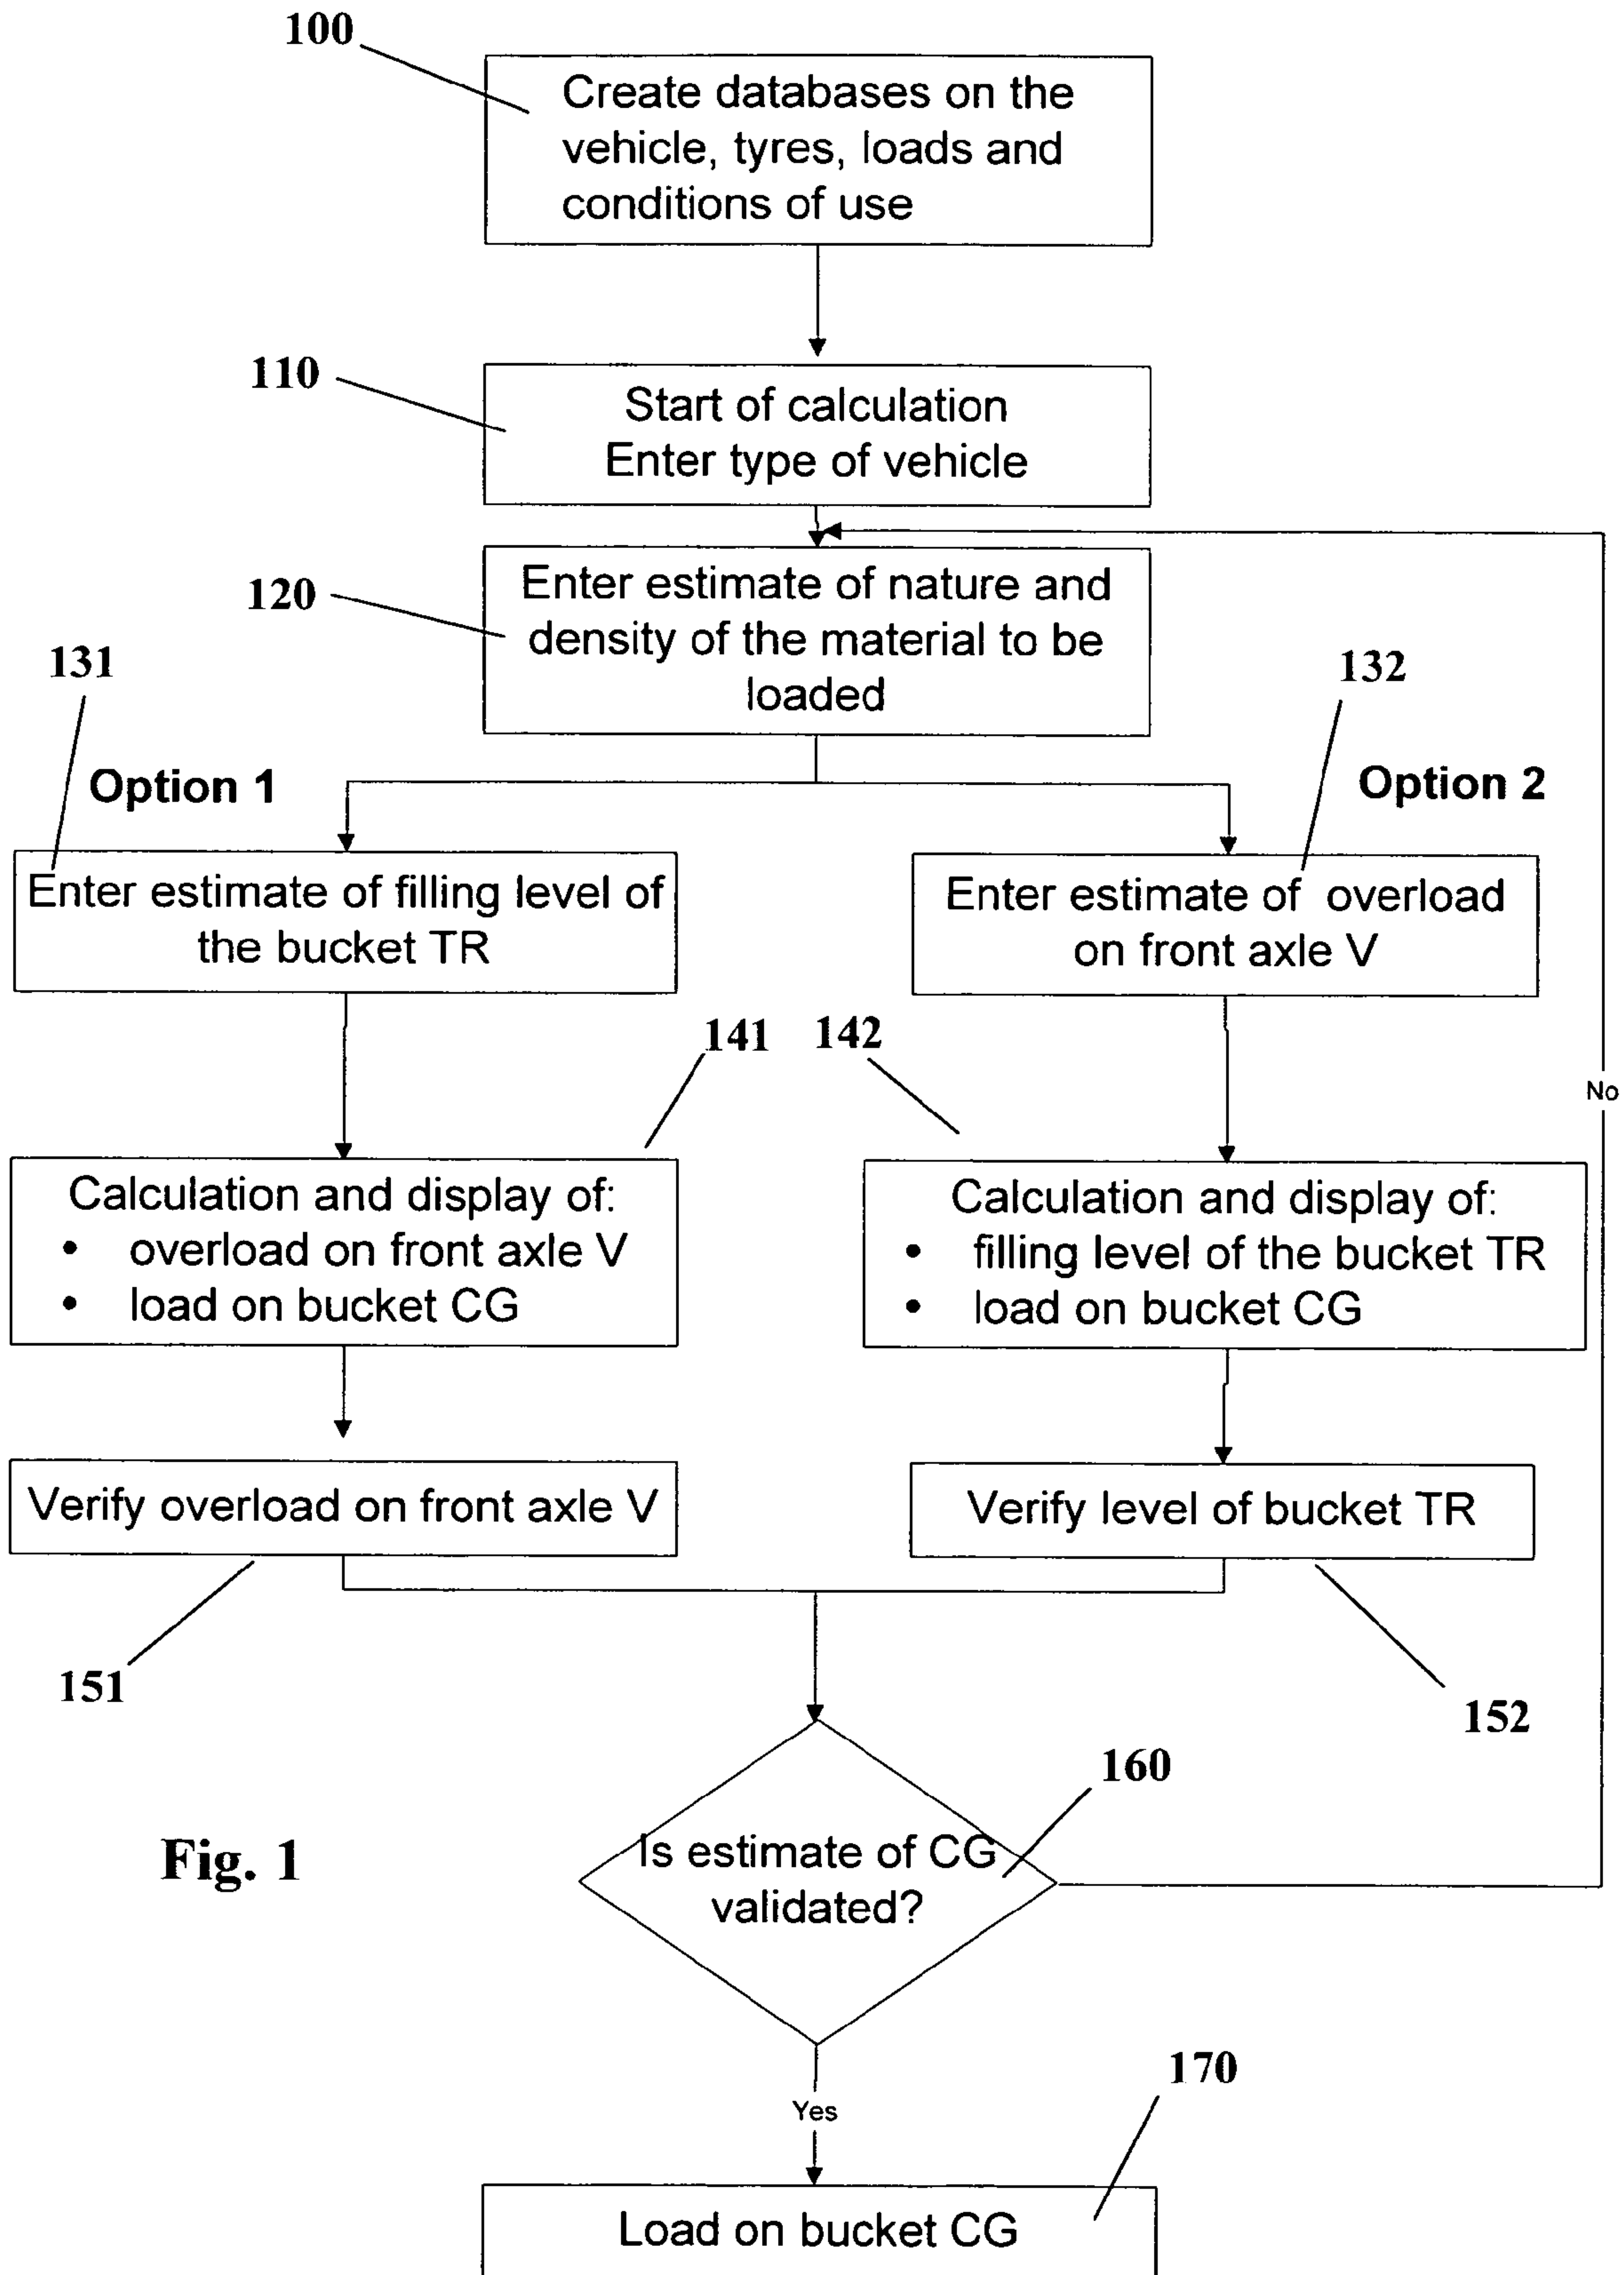 100
Create databases on the
vehicle, tyres, loads and
conditions of use
110
Start of calculation
Enter type of vehicle
120
Enter estimate of nature and
density of the material to be
loaded
131
132
Option 1
Option 2
Enter estimate of filling level of
the bucket TR
Enter estimate of overload
on front axle V
141
142
No
Calculation and display of:
• overload on front axle V
• load on bucket CG
Calculation and display of:
• filling level of the bucket TR
• load on bucket CG
Verify overload on front axle V
Verify level of bucket TR
151
152
160
Is estimate of CG
validated?
Fig. 1
Yes
170
Load on bucket CG